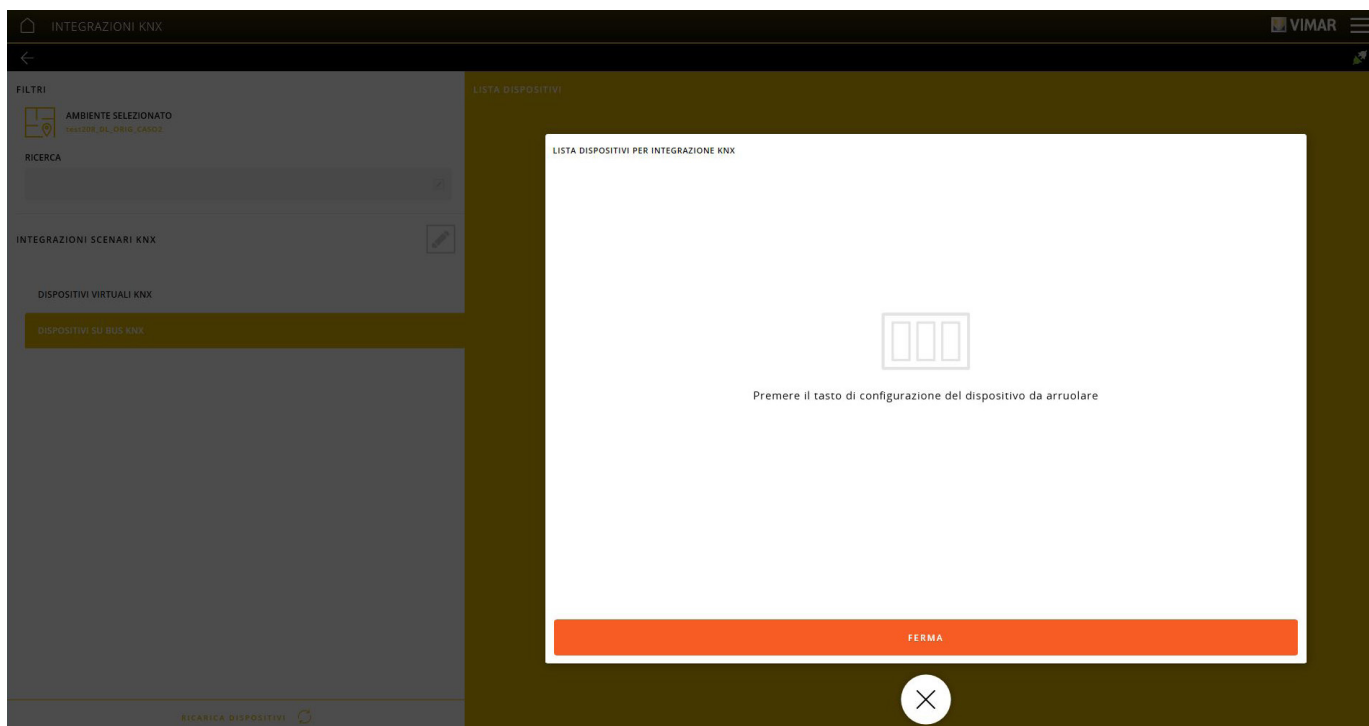 INTEGRAZIONI KNX
VIMAR
FILTRI
AMBIENTE SELEZIONATO
RICERCA
INTEGRAZIONI SCENARI KNX
DISPOSITIVI VIRTUALI KNX
DISPOSITIVI SU BUS KNX
RICARICA DISPOSITIVI
LISTA DISPOSITIVI
LISTA DISPOSITIVI PER INTEGRAZIONE KNX
Premere il tasto di configurazione del dispositivo da arruolare
FERMA